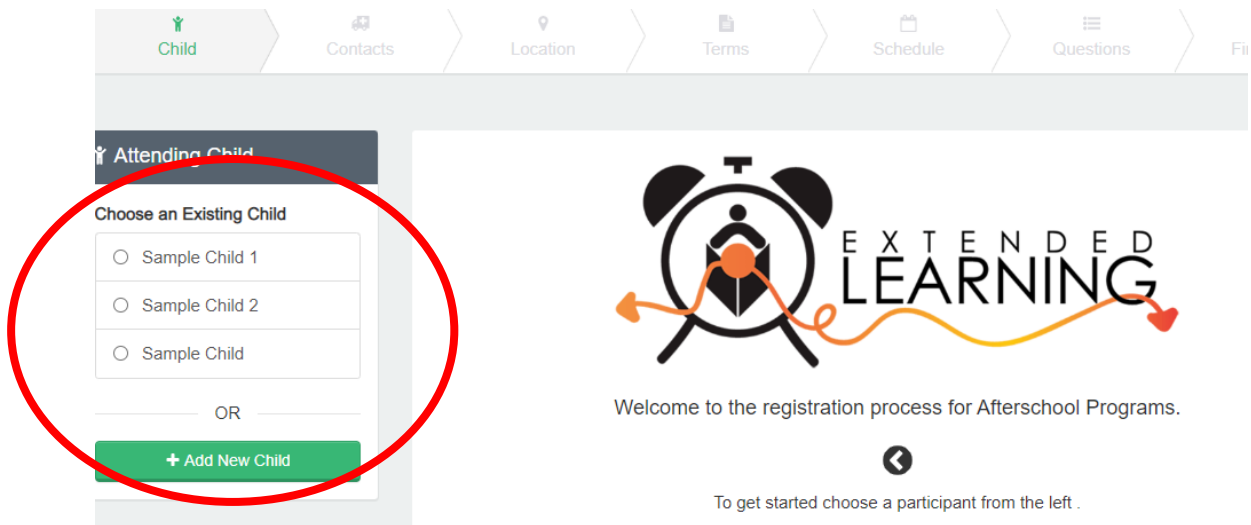 Child
Contacts
Location
Terms
Schedule
Questions
Attending Child
Choose an Existing Child
Sample Child 1
Sample Child 2
Sample Child
OR
+ Add New Child
EXTENDED
LEARNING
Welcome to the registration process for Afterschool Programs.
To get started choose a participant from the left .